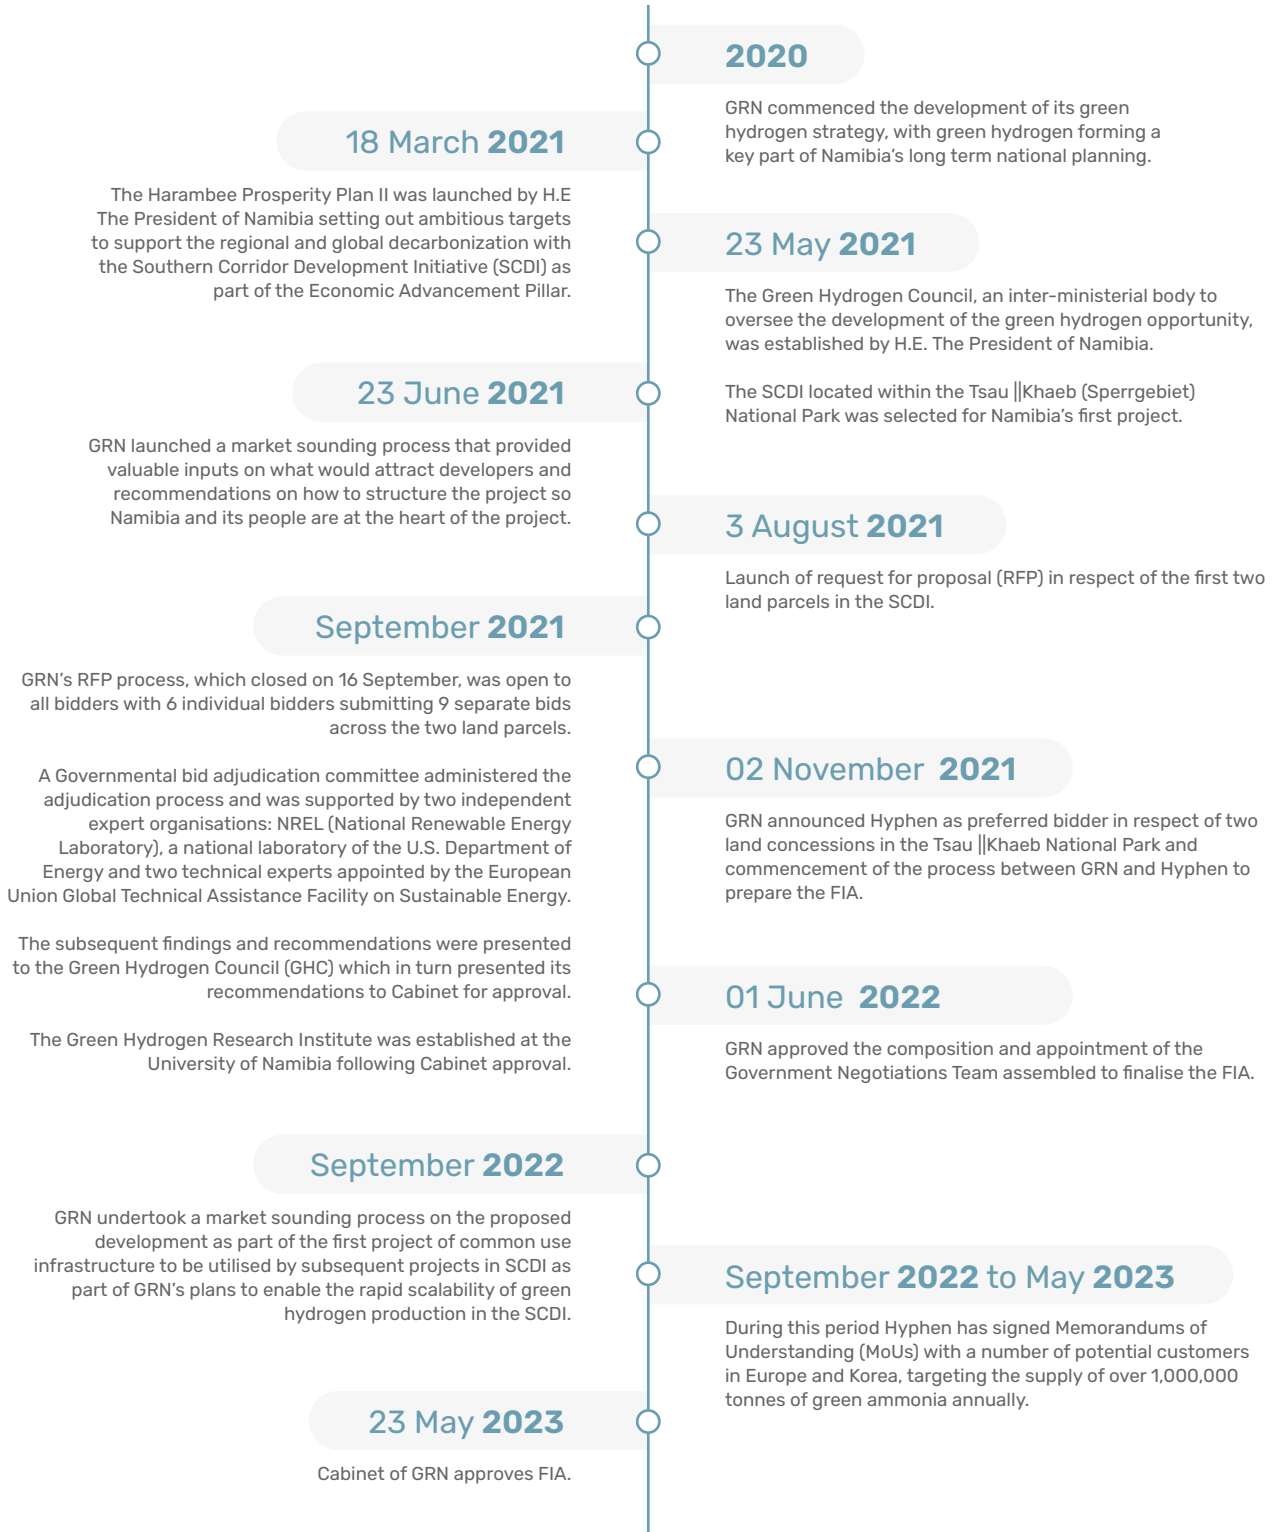 2020
GRN commenced the development of its green
hydrogen strategy, with green hydrogen forming a
key part of Namibia's long term national planning.
18 March 2021
The Harambee Prosperity Plan II was launched by H.E
The President of Namibia setting out ambitious targets
to support the regional and global decarbonization with
the Southern Corridor Development Initiative (SCDI) as
part of the Economic Advancement Pillar.
23 May 2021
The Green Hydrogen Council, an inter-ministerial body to
oversee the development of the green hydrogen opportunity,
was established by H.E. The President of Namibia.
The SCDI located within the Tsau ||Khaeb (Sperrgebiet)
National Park was selected for Namibia's first project.
23 June 2021
GRN launched a market sounding process that provided
valuable inputs on what would attract developers and
recommendations on how to structure the project so
Namibia and its people are at the heart of the project.
3 August 2021
Launch of request for proposal (RFP) in respect of the first two
land parcels in the SCDI.
September 2021
GRN's RFP process, which closed on 16 September, was open to
all bidders with 6 individual bidders submitting 9 separate bids
across the two land parcels.
A Governmental bid adjudication committee administered the
adjudication process and was supported by two independent
expert organisations: NREL (National Renewable Energy
Laboratory), a national laboratory of the U.S. Department of
Energy and two technical experts appointed by the European
Union Global Technical Assistance Facility on Sustainable Energy.
The subsequent findings and recommendations were presented
to the Green Hydrogen Council (GHC) which in turn presented its
recommendations to Cabinet for approval.
The Green Hydrogen Research Institute was established at the
University of Namibia following Cabinet approval.
02 November 2021
GRN announced Hyphen as preferred bidder in respect of two
land concessions in the Tsau ||Khaeb National Park and
commencement of the process between GRN and Hyphen to
prepare the FIA.
01 June 2022
GRN approved the composition and appointment of the
Government Negotiations Team assembled to finalise the FIA.
September 2022
GRN undertook a market sounding process on the proposed
development as part of the first project of common use
infrastructure to be utilised by subsequent projects in SCDI as
part of GRN's plans to enable the rapid scalability of green
hydrogen production in the SCDI.
September 2022 to May 2023
During this period Hyphen has signed Memorandums of
Understanding (MoUs) with a number of potential customers
in Europe and Korea, targeting the supply of over 1,000,000
tonnes of green ammonia annually.
23 May 2023
Cabinet of GRN approves FIA.